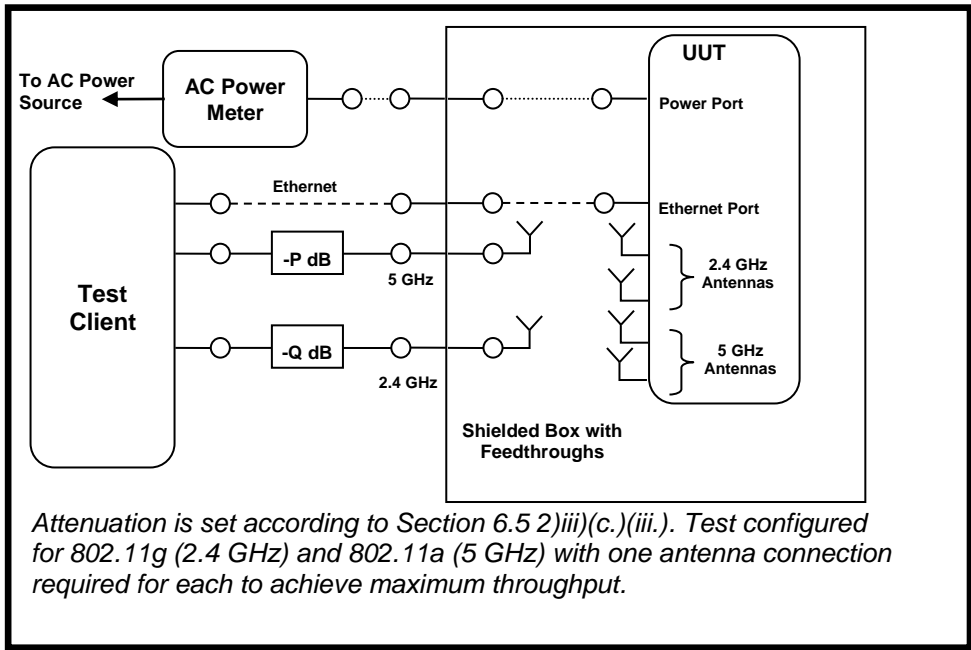 UUT
To AC Power
Source
AC Power
Meter
Power Port
Ethernet
Ethernet Port
-P dB
5 GHz
2.4 GHz
Antennas
Test
Client
-Q dB
2.4 GHz
5 GHz
Antennas
Shielded Box with
Feedthroughs
Attenuation is set according to Section 6.5 2)iii)(c.)(iii.). Test configured
for 802.11g (2.4 GHz) and 802.11a (5 GHz) with one antenna connection
required for each to achieve maximum throughput.